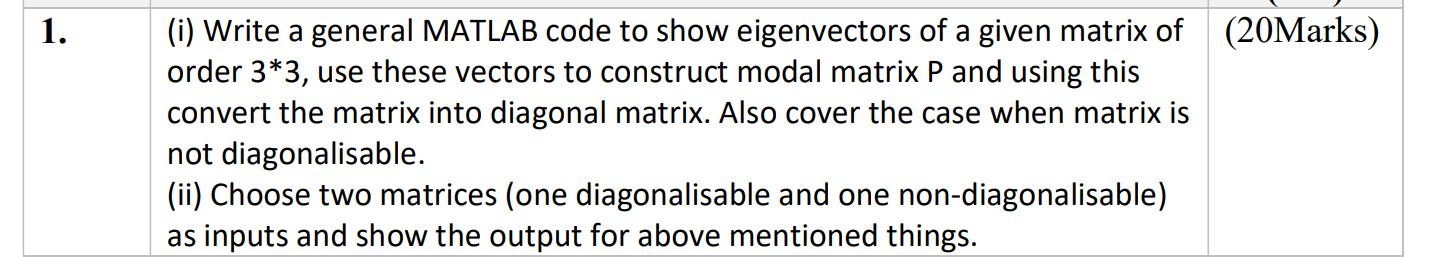 1. (i) Write a general MATLAB code to show eigenvectors of a given matrix of (20Marks)
order 3*3, use these vectors to construct modal matrix P and using this
convert the matrix into diagonal matrix. Also cover the case when matrix is
not diagonalisable.
(ii) Choose two matrices (one diagonalisable and one non-diagonalisable)
as inputs and show the output for above mentioned things.